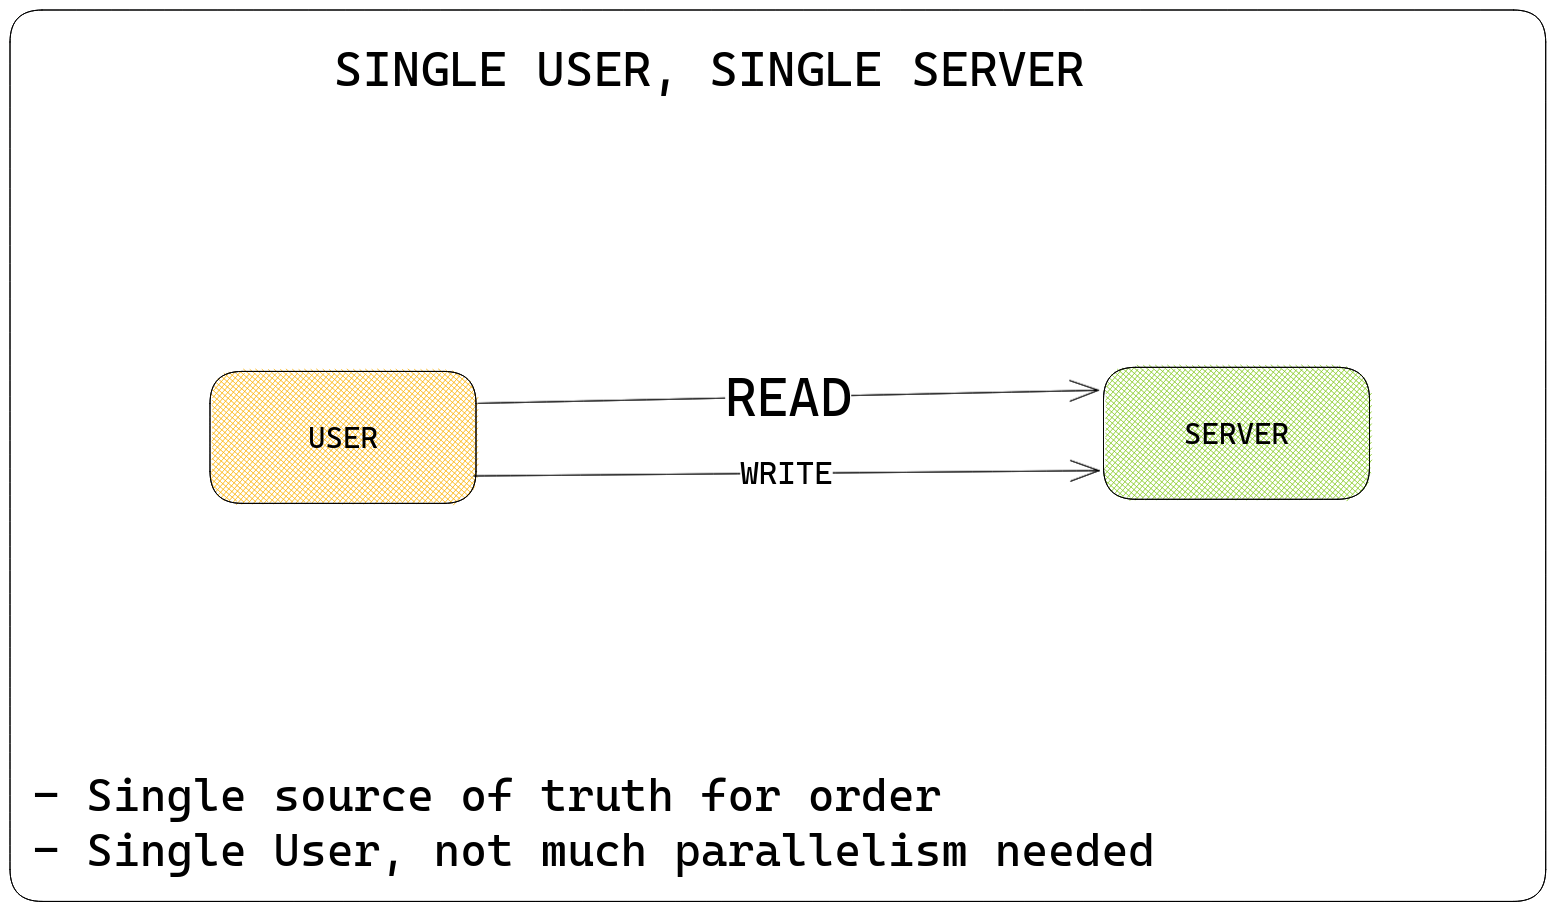 SINGLE USER, SINGLE SERVER
READ
USER
SERVER
WRITE
- Single source of truth for order
- Single User, not much parallelism needed